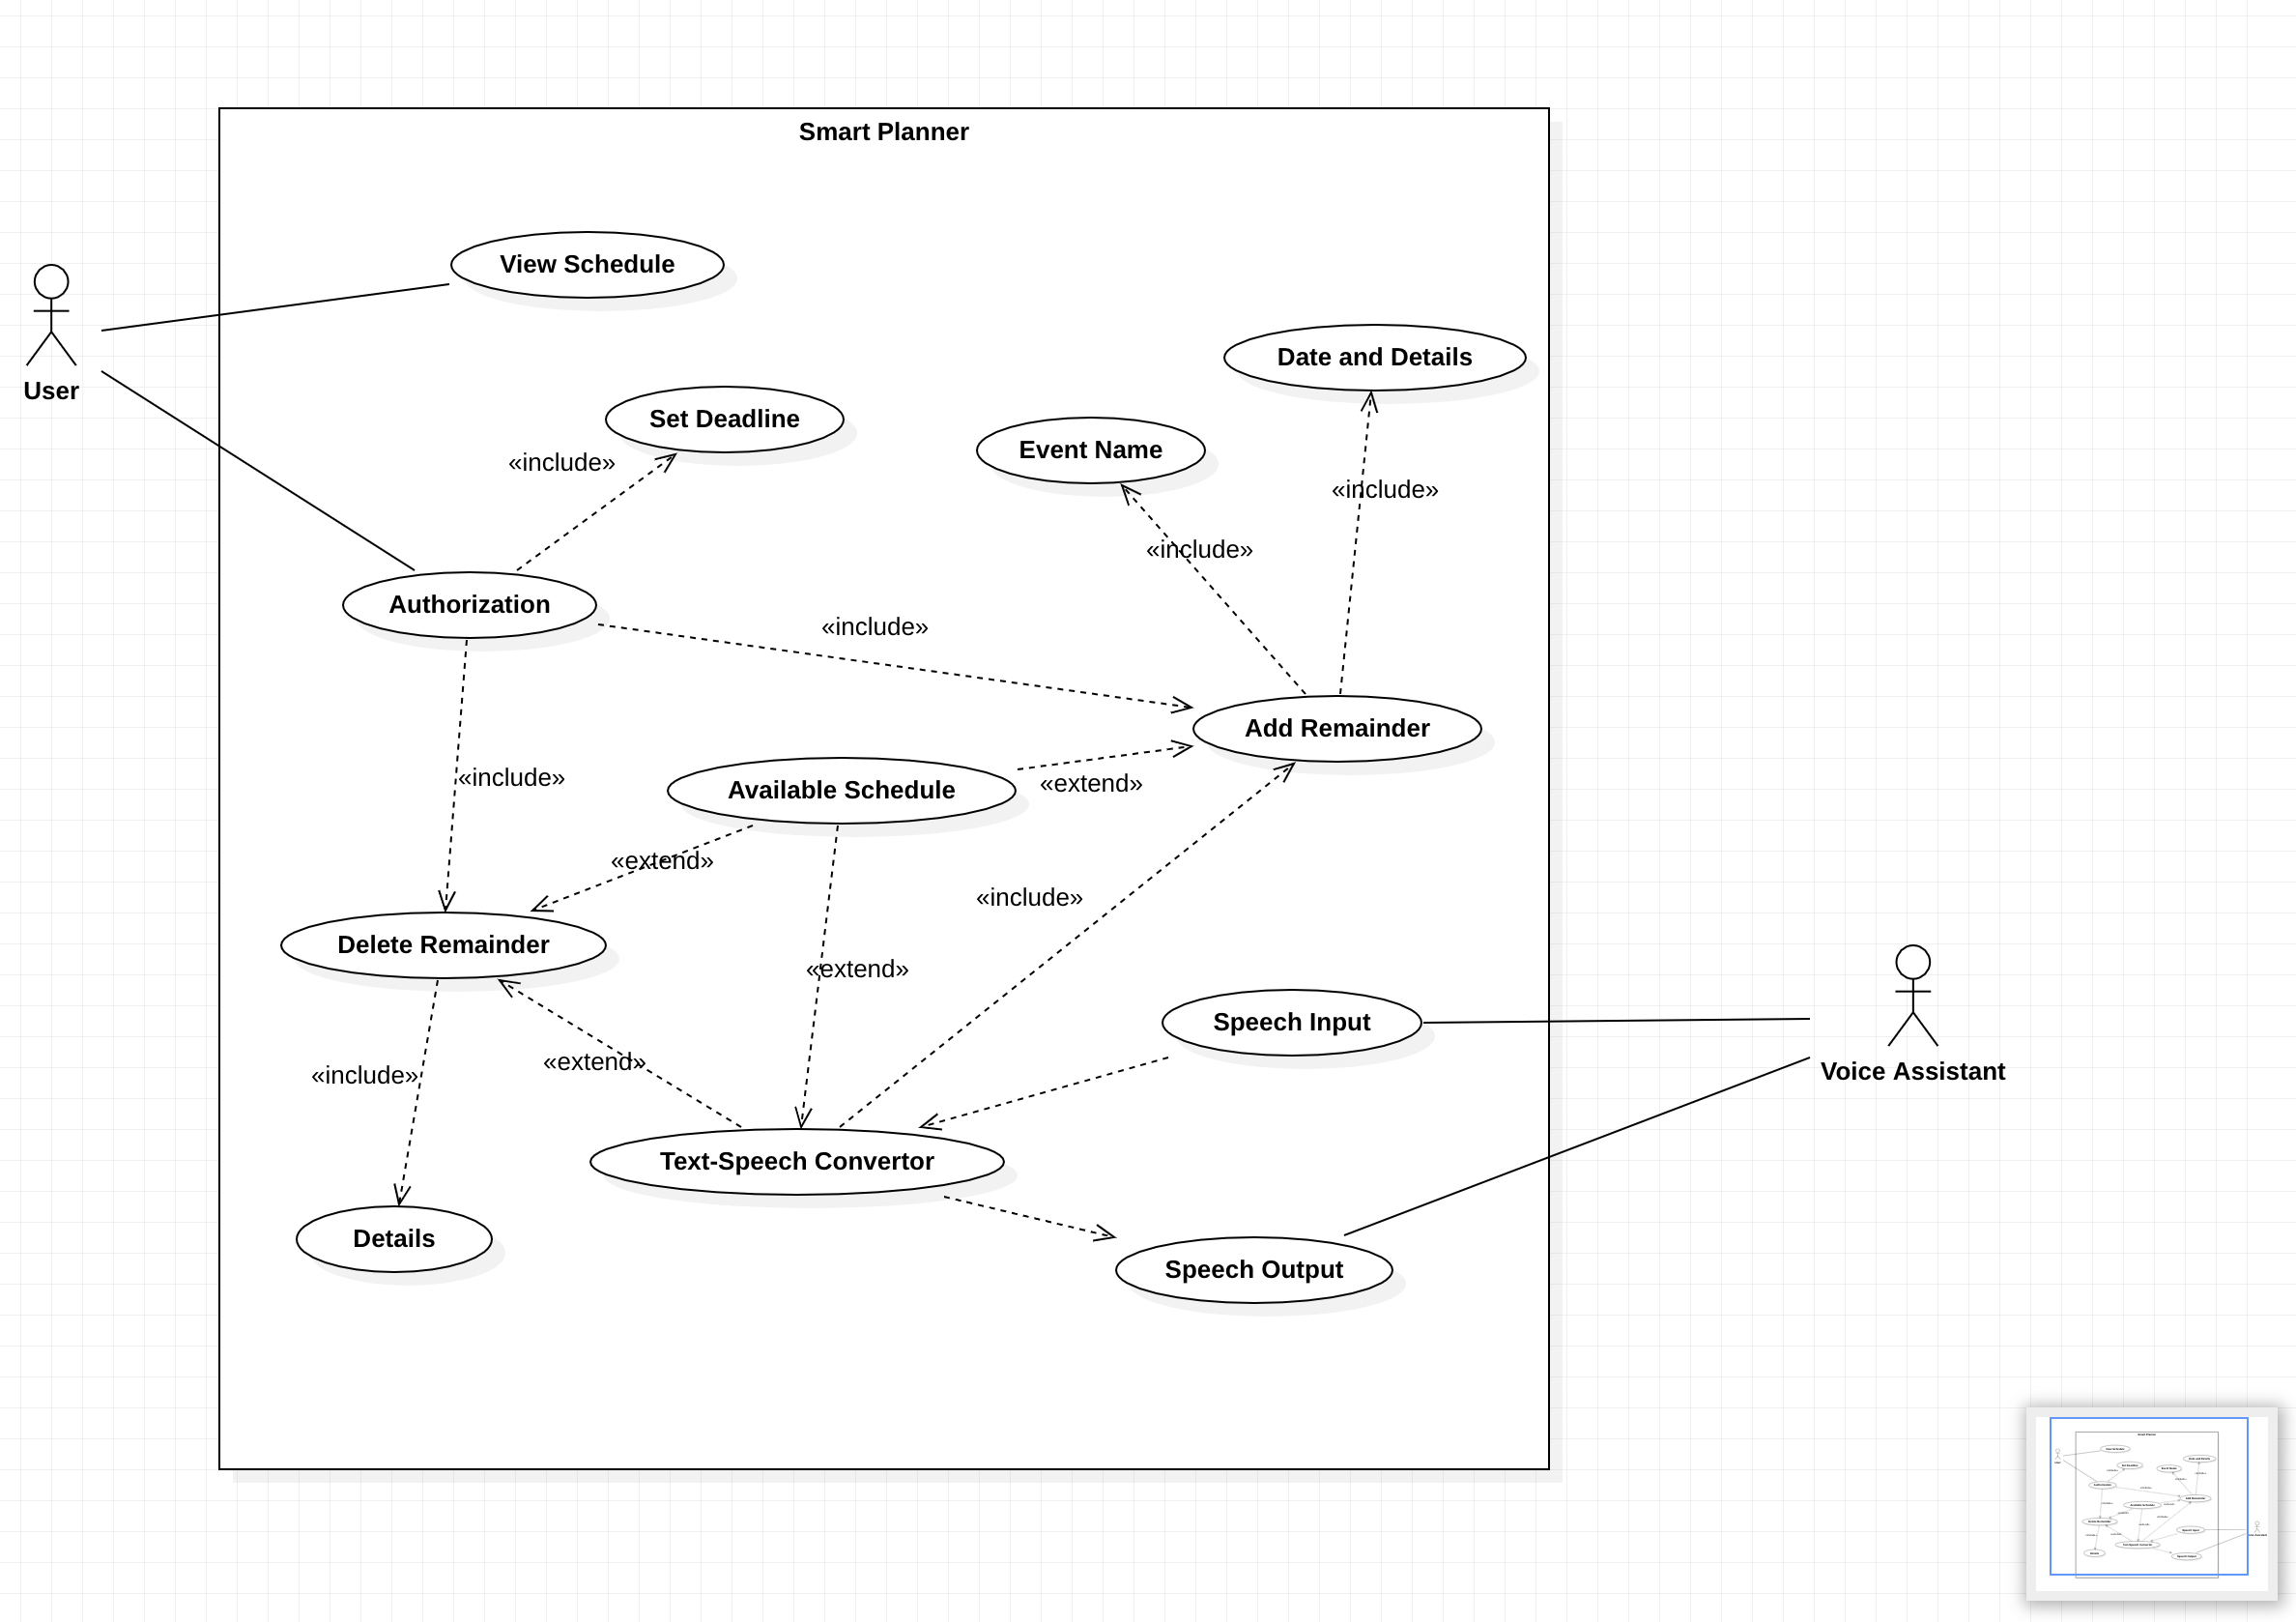 Smart Planner
View Schedule
User
Date and Details
Set Deadline
Event Name
«include»
«include»
«include»
Authorization
«include»
Add Remainder
«include»
Available Schedule
«extend»
«extend»
«include»
Delete Remainder
«extend»
Speech Input
«extend»
Voice Assistant
«include»
Text-Speech Convertor
Details
Speech Output